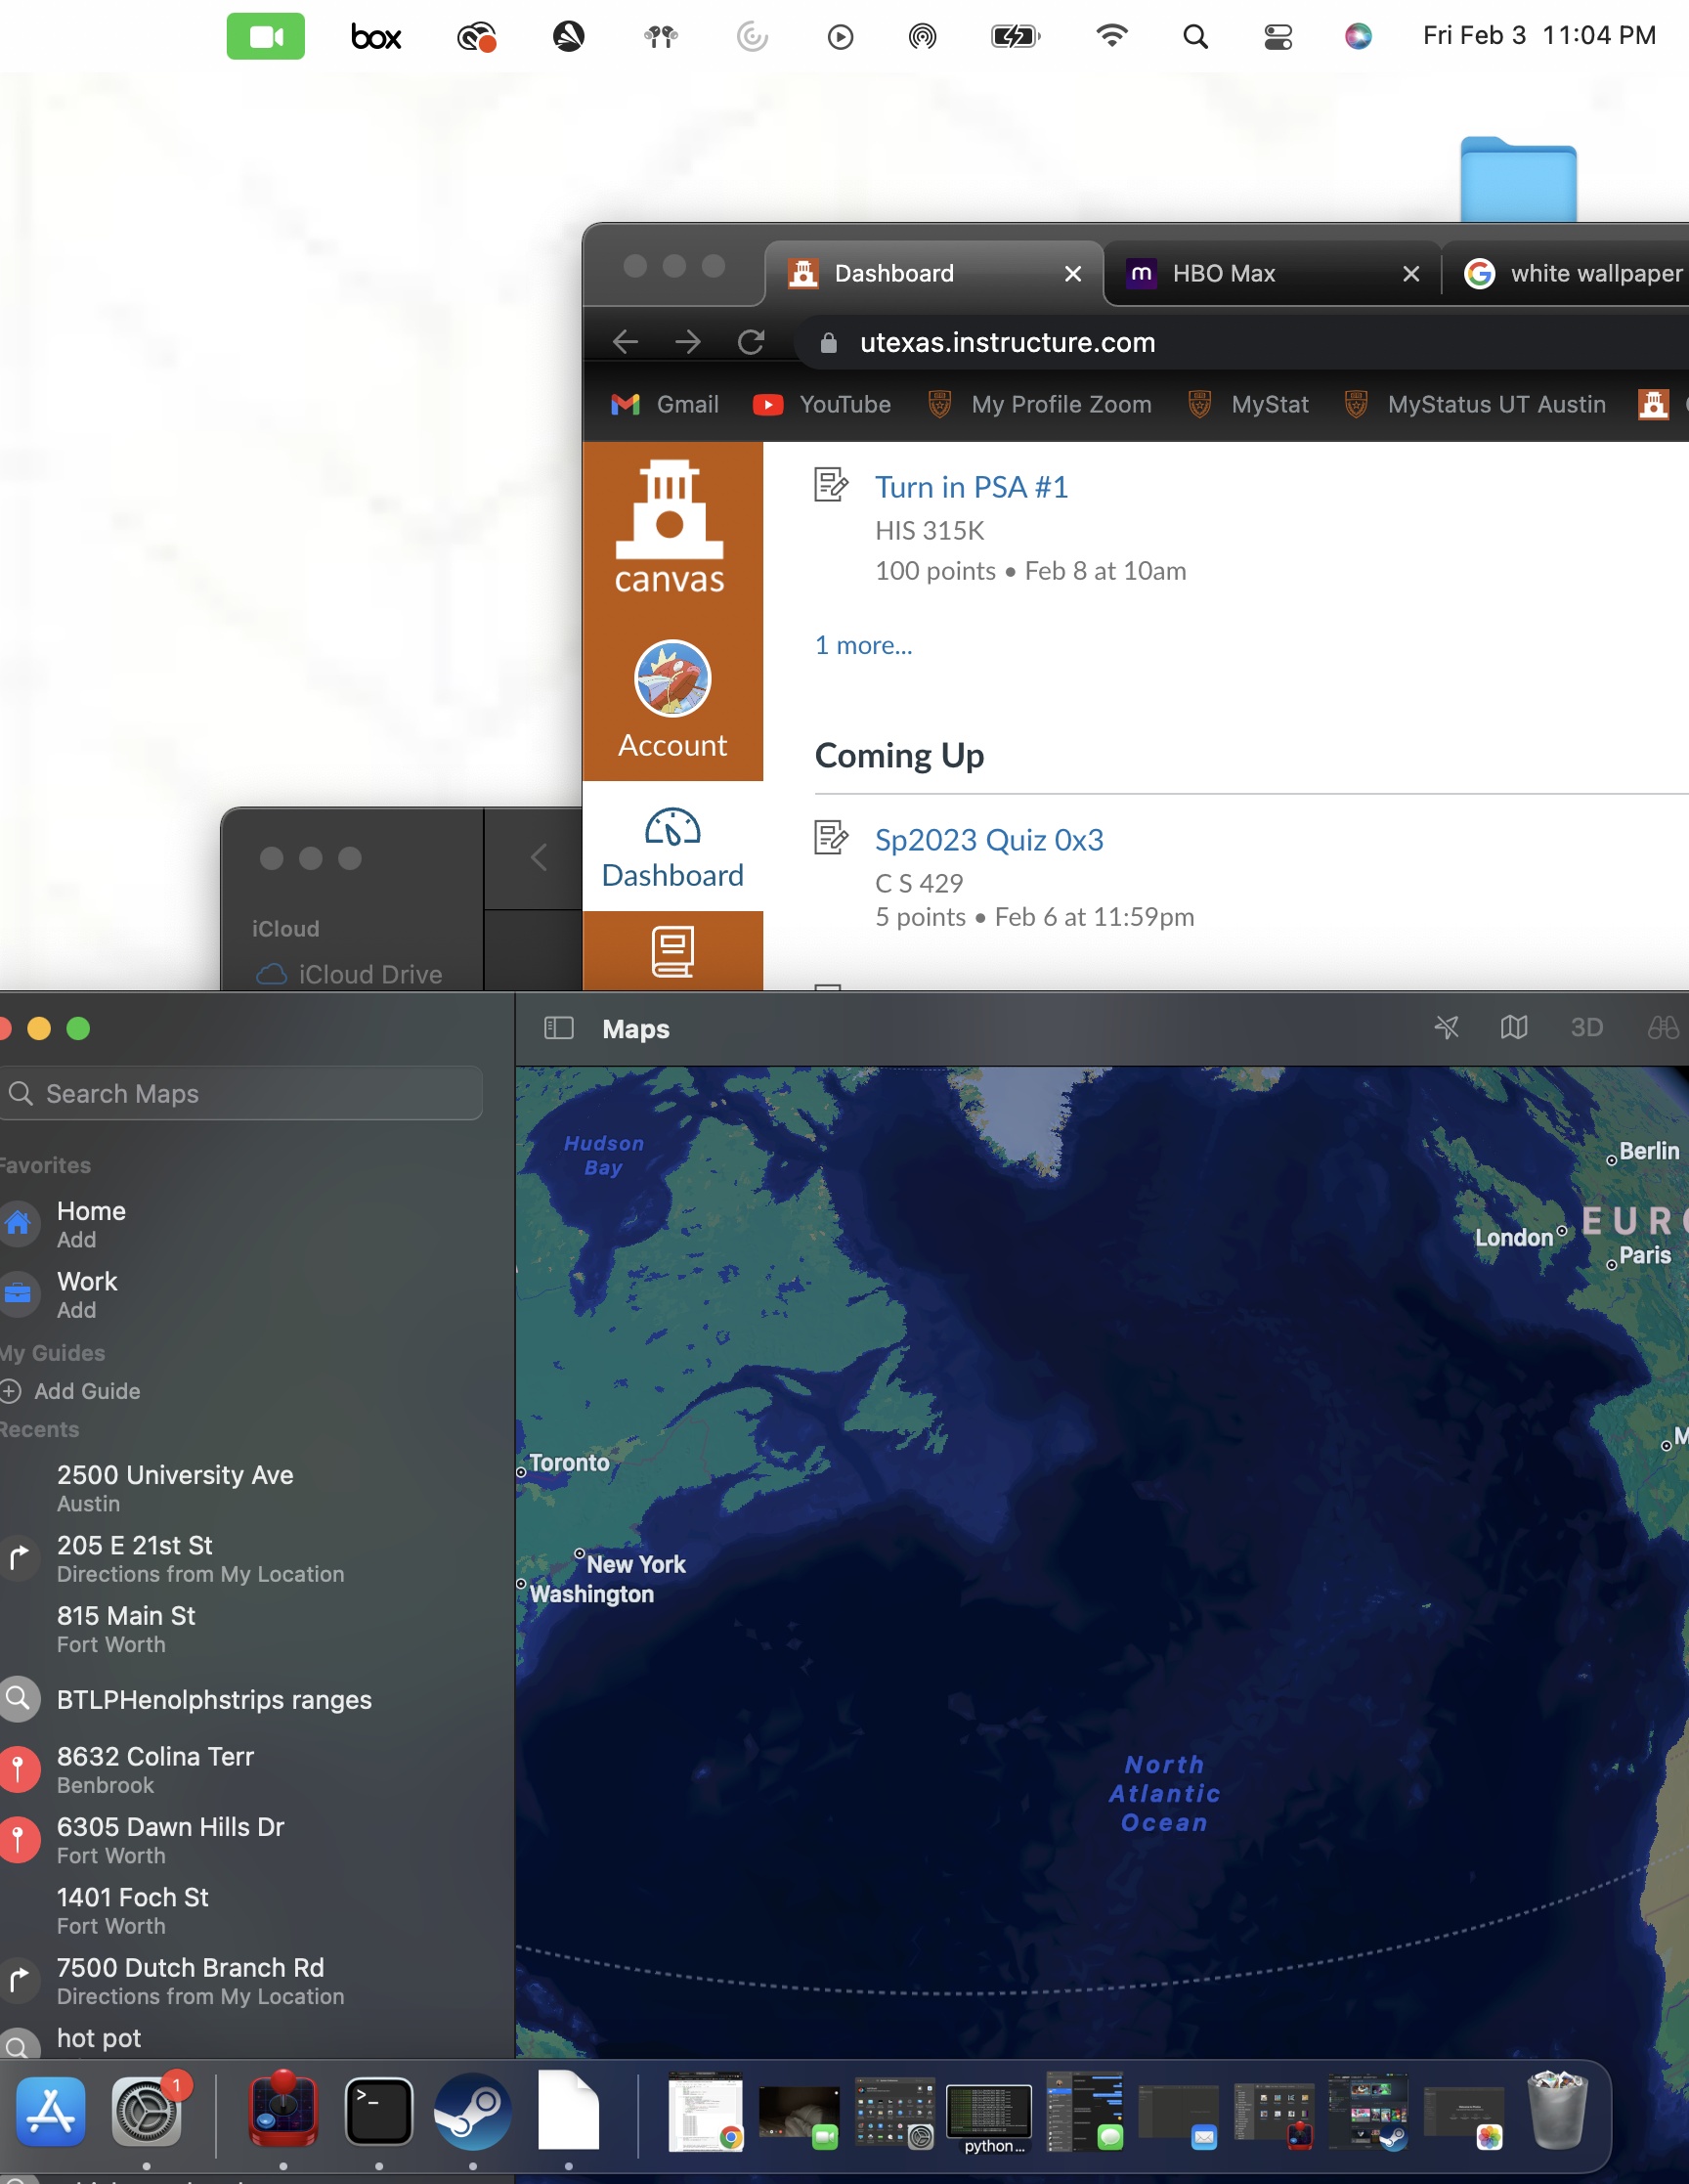 box
Fri Feb 3 11:04 PM
Dashboard
HBO Max
white wallpaper
utexas.instructure.com
Gmail
YouTube
My Profile Zoom
MyStat
MyStatus UT Austin
canvas
Account
Dashboard
Turn in PSA #1
HIS 315K
100 points • Feb 8 at 10am
1 more...
Coming Up
Sp2023 Quiz 0x3
C S 429
5 points • Feb 6 at 11:59pm
iCloud
iCloud Drive
Maps
3D
Search Maps
Favorites
Home
Add
Work
Add
My Guides
Add Guide
Recents
2500 University Ave
Austin
205 E 21st St
Directions from My Location
815 Main St
Fort Worth
BTLPHenolphstrips ranges
8632 Colina Terr
Benbrook
6305 Dawn Hills Dr
Fort Worth
1401 Foch St
Fort Worth
7500 Dutch Branch Rd
Directions from My Location
hot pot
Hudson
Bay
Berlin
EURO
London
Paris
M
Toronto
New York
Washington
North
Atlantic
Ocean
1
>_
python...